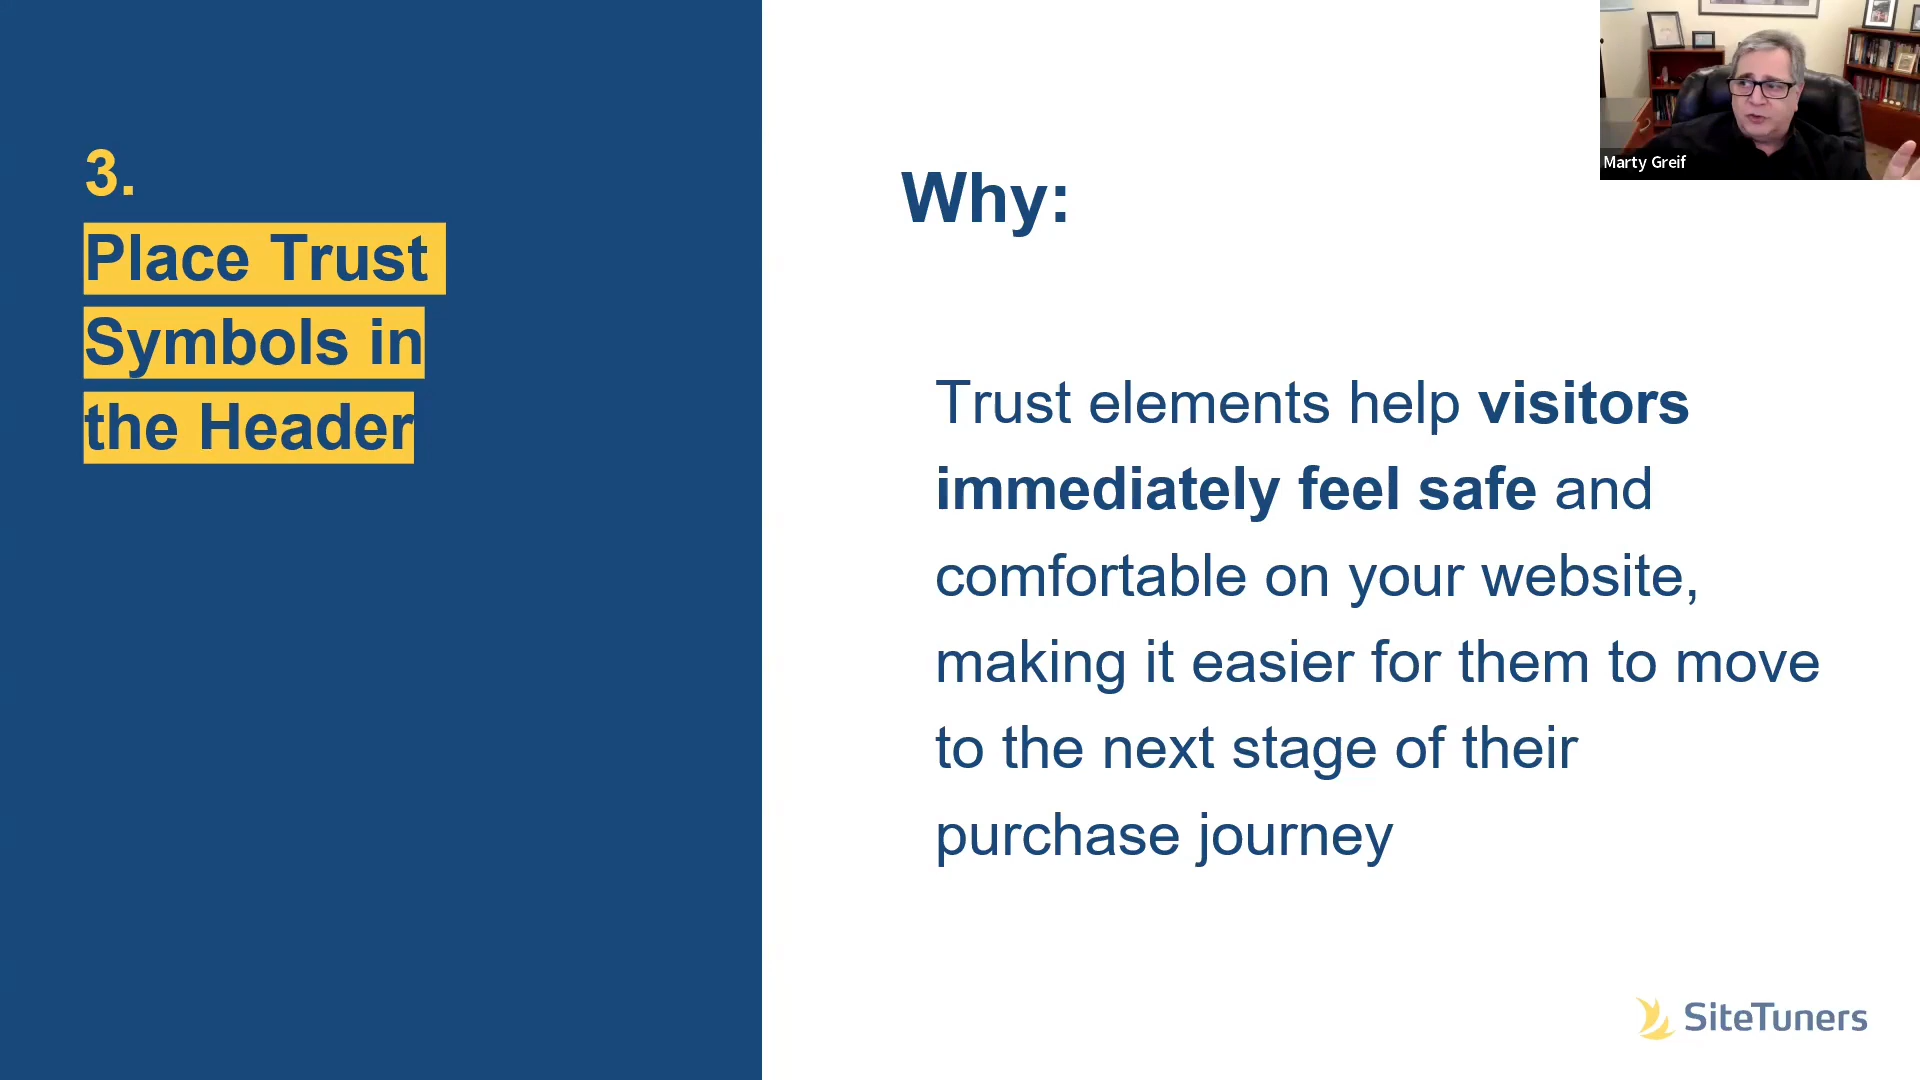 3.
Place Trust
Symbols in
the Header
Why:
Trust elements help visitors
immediately feel safe and
comfortable on your website,
making it easier for them to move
to the next stage of their
purchase journey
Marty Greif
SiteTuners